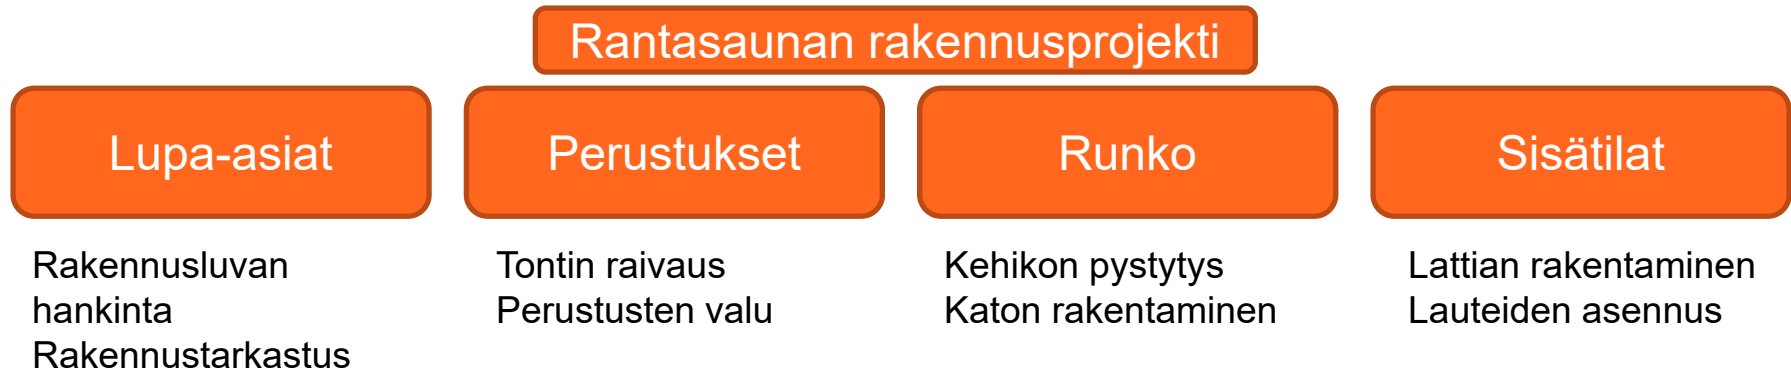 Rantasaunan rakennusprojekti
Lupa-asiat
Perustukset
Runko
Sisätilat
Rakennusluvan
hankinta
Rakennustarkastus
Tontin raivaus
Perustusten valu
Kehikon pystytys
Katon rakentaminen
Lattian rakentaminen
Lauteiden asennus